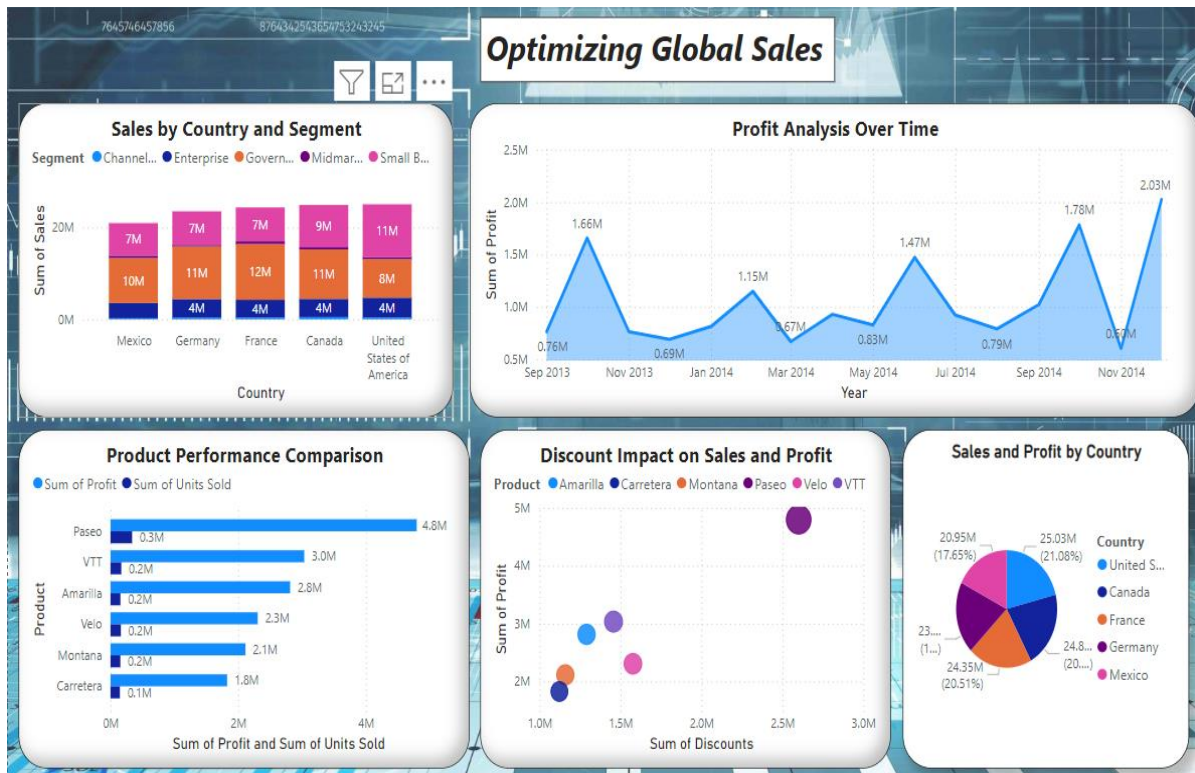 7645746457856
8764342543654753243245
Optimizing Global Sales
Sales by Country and Segment
Segment Channel... Enterprise Govern... Midmar... Small B...
Sum of Sales
20M
0M
7M
10M
7M
11M
4M
7M
12M
4M
9M
11M
4M
11M
8M
4M
Mexico Germany France Canada United States of America
Country
Profit Analysis Over Time
Sum of Profit
2.5M
2.0M
1.5M
1.0M
0.5M
0.76M
1.66M
0.69M
1.15M
0.67M
0.83M
1.47M
0.79M
1.78M
0.60M
2.03M
Sep 2013 Nov 2013 Jan 2014 Mar 2014 May 2014 Jul 2014 Sep 2014 Nov 2014
Year
Product Performance Comparison
Sum of Profit Sum of Units Sold
Product
Paseo 4.8M
0.3M
VTT 3.0M
0.2M
Amarilla 2.8M
0.2M
Velo 2.3M
0.2M
Montana 2.1M
0.2M
Carretera 1.8M
0.1M
0M 2M 4M
Sum of Profit and Sum of Units Sold
Discount Impact on Sales and Profit
Product Amarilla Carretera Montana Paseo Velo VTT
Sum of Profit
5M
4M
3M
2M
1.0M 1.5M 2.0M 2.5M 3.0M
Sum of Discounts
Sales and Profit by Country
20.95M
(17.65%)
25.03M
(21.08%)
23....
(1...)
24.35M
(20.51%)
24.8...
(20....)
Country
United S...
Canada
France
Germany
Mexico